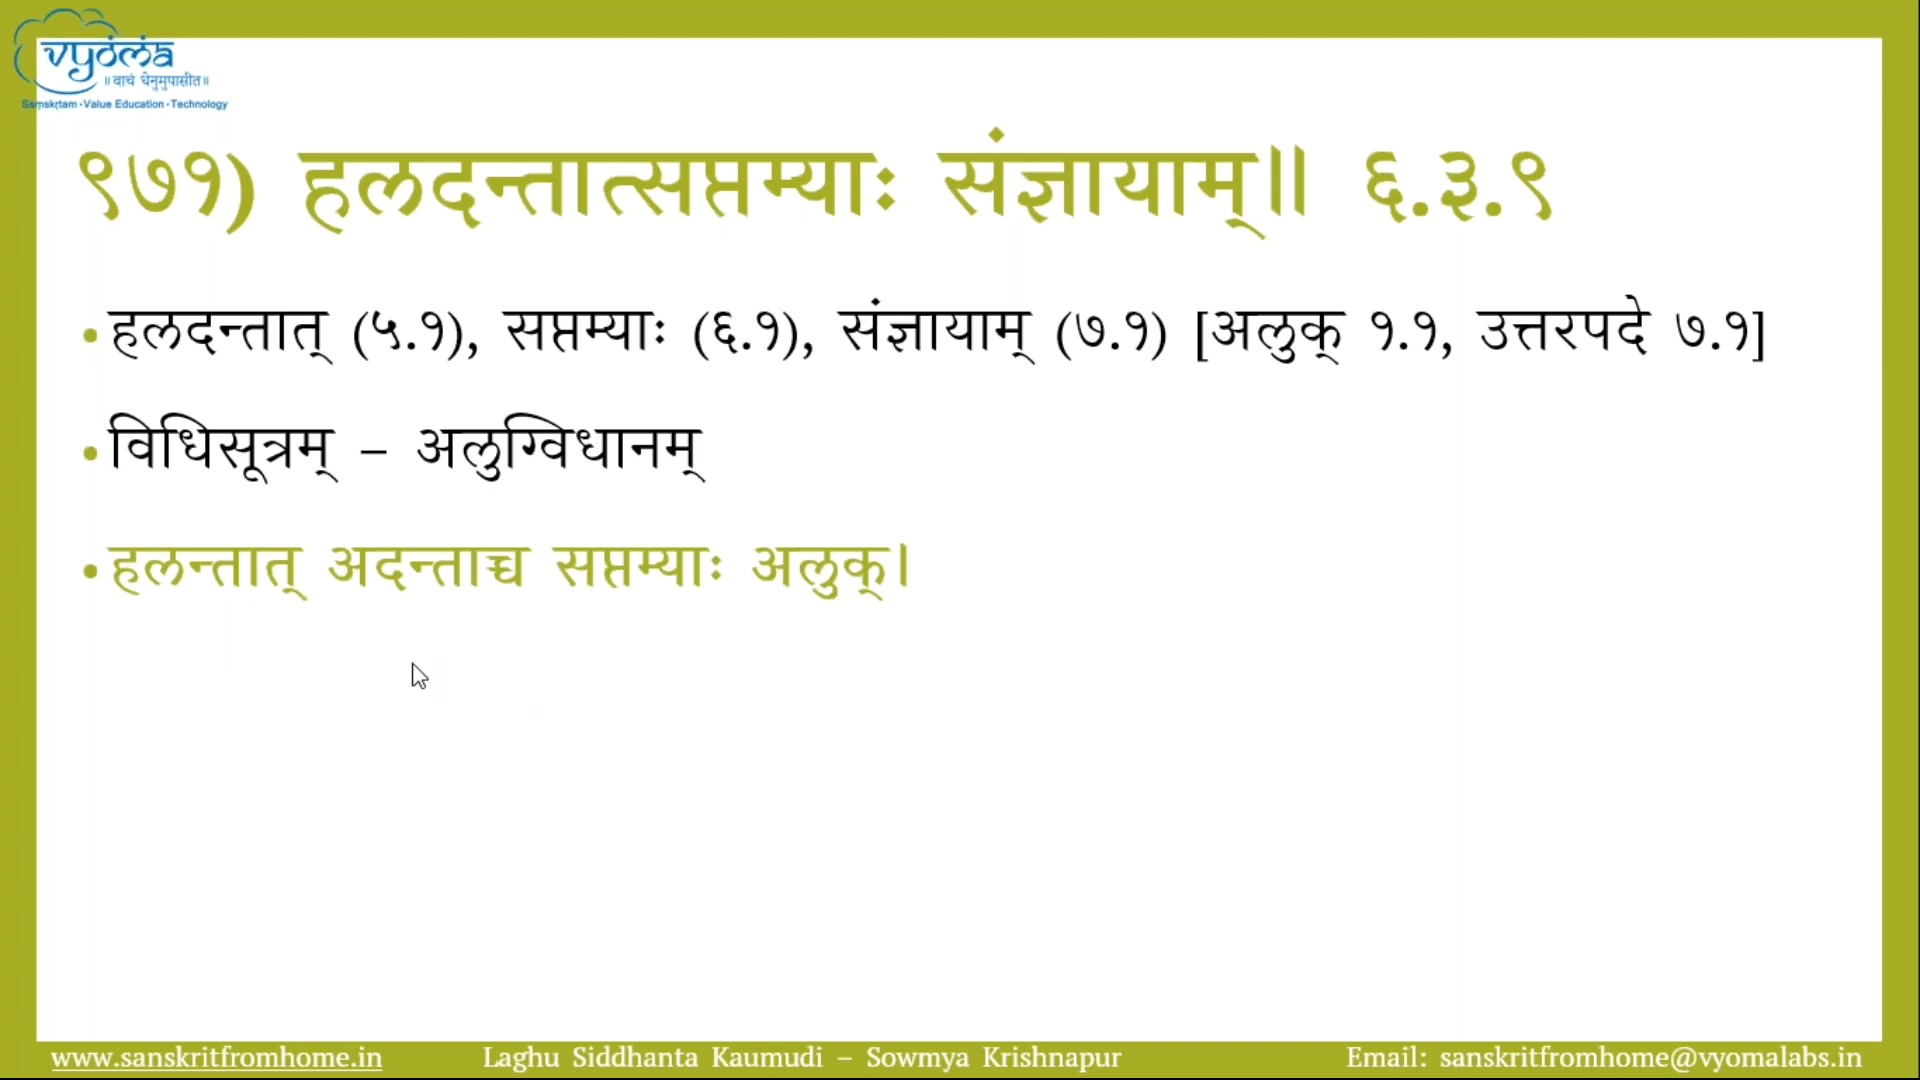 vyoma
॥वाचं धेनुमुपासीत॥
Saṃskṛtam - Value Education - Technology
९७१) हलदन्तात्सप्तम्याः संज्ञायाम्॥ ६.३.९
•हलदन्तात् (५.१), सप्तम्याः (६.१), संज्ञायाम् (७.१) [अलुक् १.१, उत्तरपदे ७.१]
•विधिसूत्रम् – अलुग्विधानम्
•हलन्तात् अदन्ताच्च सप्तम्याः अलुक्।
www.sanskritfromhome.in Laghu Siddhanta Kaumudi – Sowmya Krishnapur Email: sanskritfromhome@vyomalabs.in